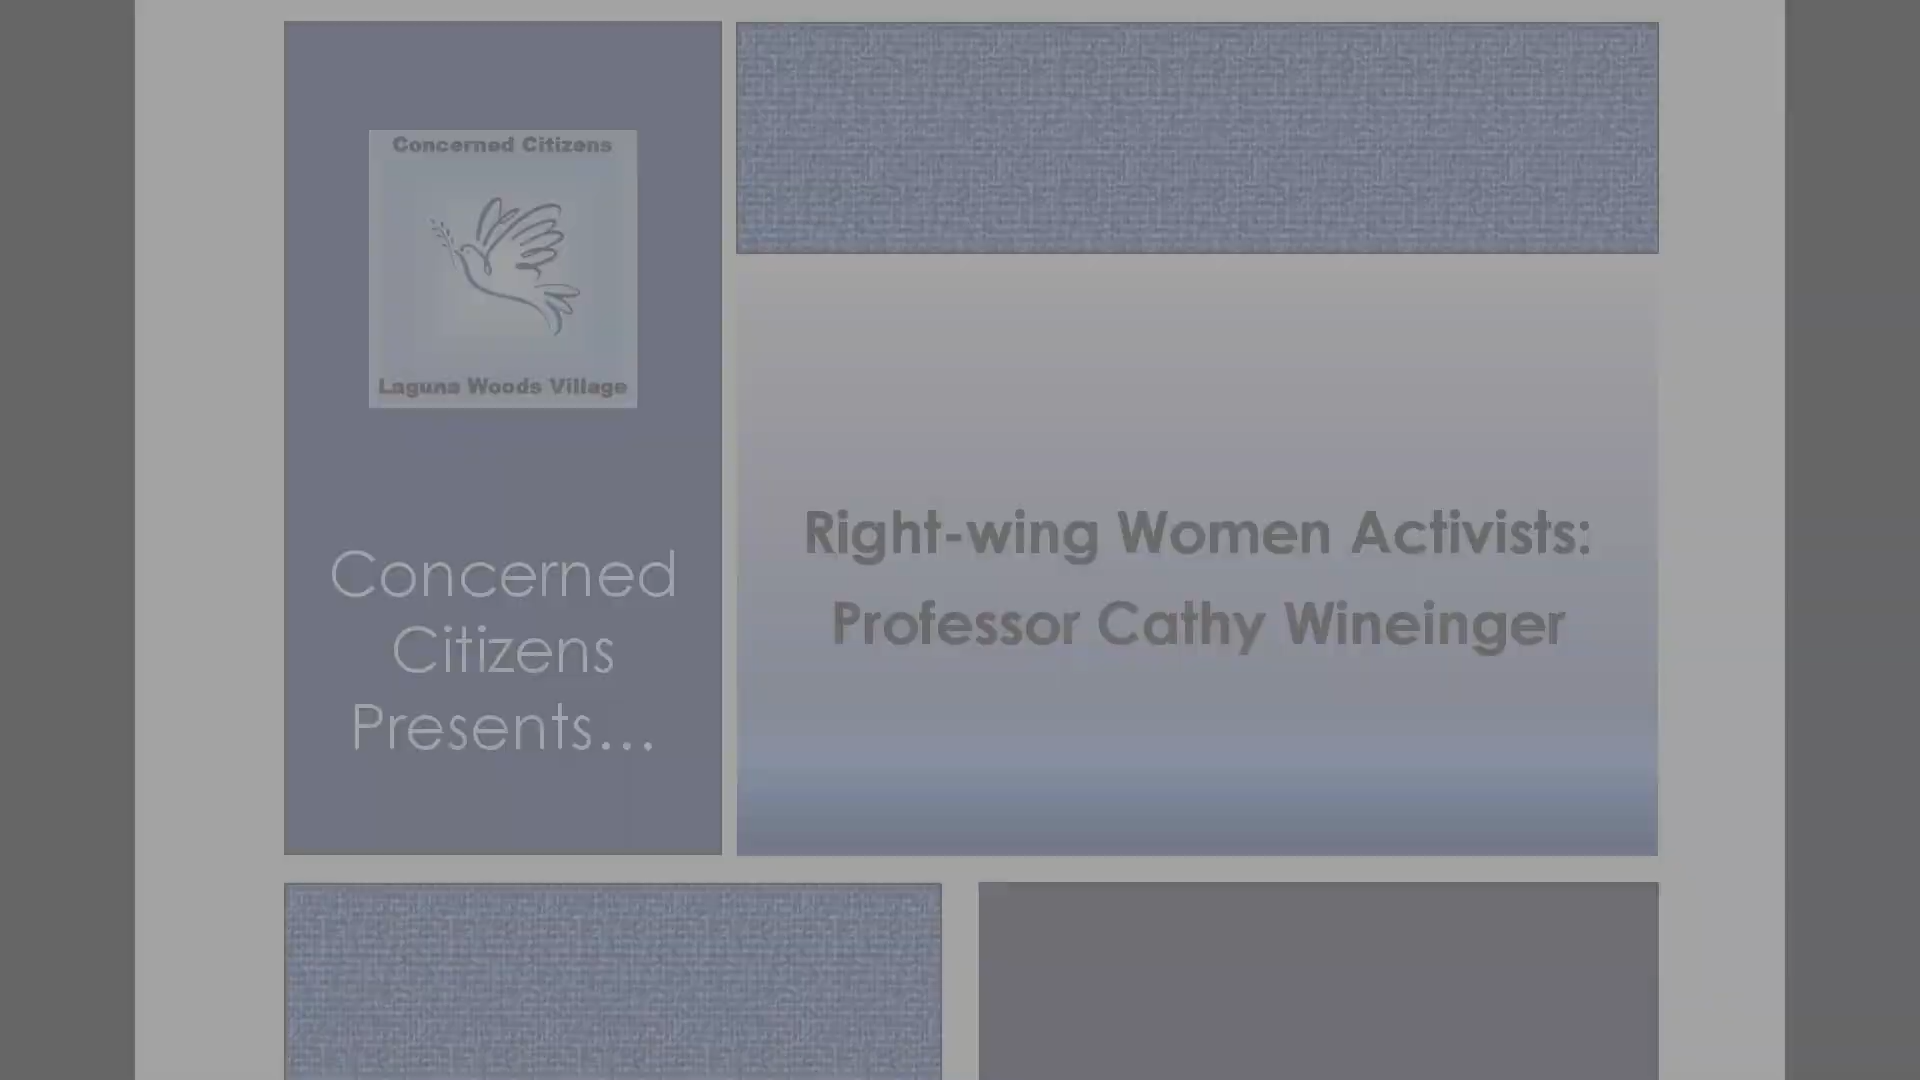 Concerned Citizens
Laguna Woods Village
Concerned
Citizens
Presents...
Right-wing Women Activists:
Professor Cathy Wineinger